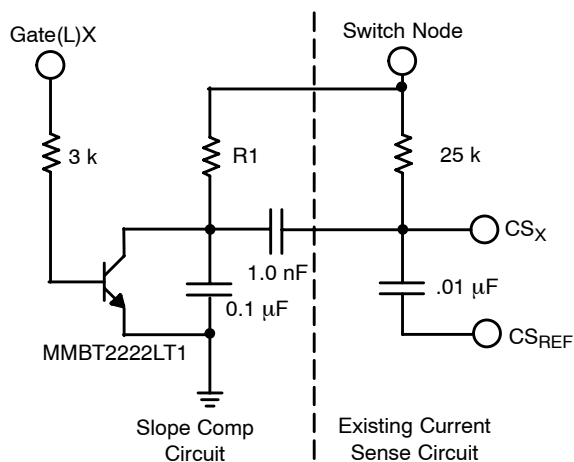 Gate(L)X
Switch Node
3 k
R1
25 k
CSX
1.0 nF
0.1 μF
.01 μF
CSREF
MMBT2222LT1
Slope Comp
Circuit
Existing Current
Sense Circuit